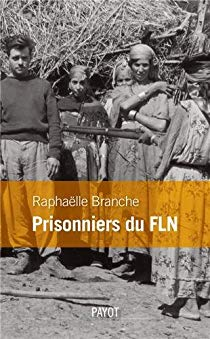 Raphaëlle Branche
Prisonniers du FLN
PAYOT